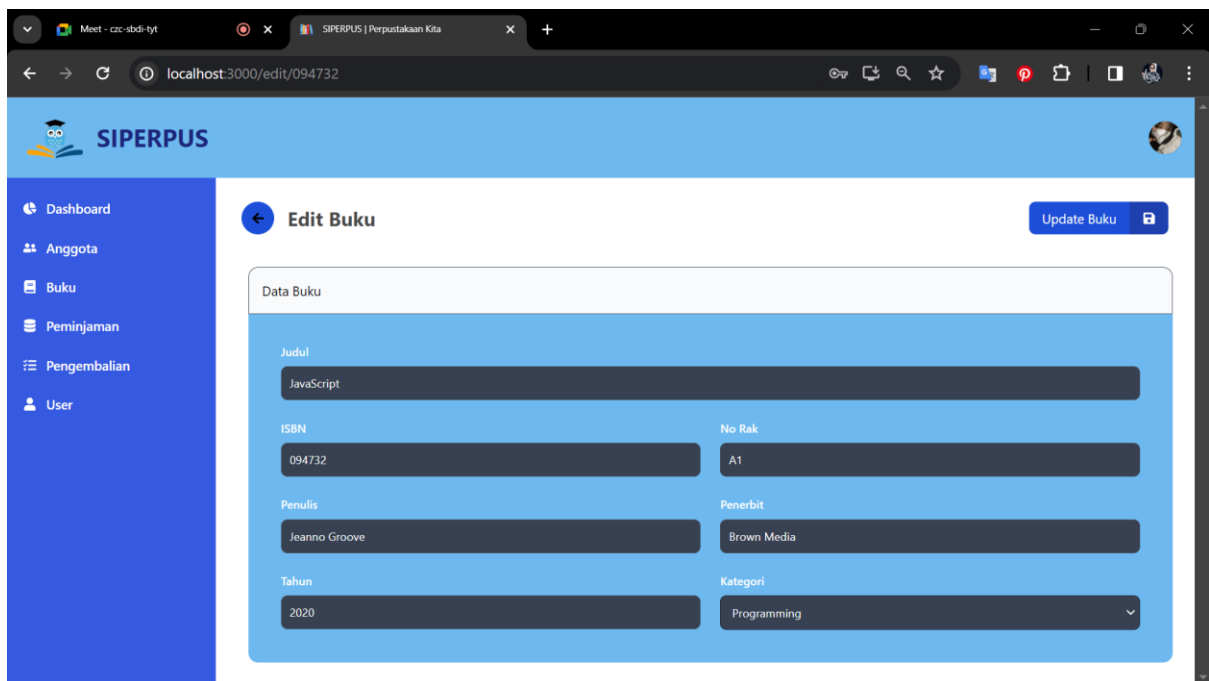 Meet - czc-sbdi-tyt
SIPERPUS | Perpustakaan Kita
localhost:3000/edit/094732
SIPERPUS
Dashboard
Anggota
Buku
Peminjaman
Pengembalian
User
Edit Buku
Update Buku
Data Buku
Judul
JavaScript
ISBN
No Rak
094732
A1
Penulis
Penerbit
Jeanno Groove
Brown Media
Tahun
Kategori
2020
Programming